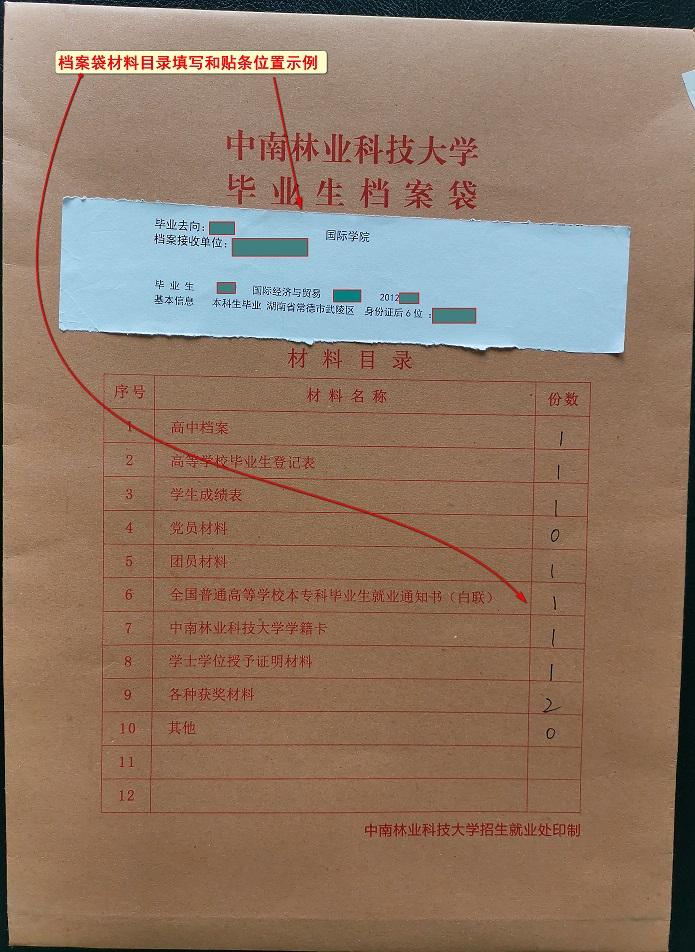 档案袋材料目录填写和贴条位置示例
中南林业科技大学
毕业生档案袋
毕业去向:
国际学院
档案接收单位:
毕 业 生 国际经济与贸易 2012
基本信息 本科生毕业 湖南省常德市武陵区 身份证后6位 :
材料目录
序号 材料名称 份数
1 高中档案 1
2 高等学校毕业生登记表 1
3 学生成绩表 1
4 党员材料 0
5 团员材料 1
6 全国普通高等学校本专科毕业生就业通知书（白联） 1
7 中南林业科技大学学籍卡 1
8 学士学位授予证明材料 1
9 各种获奖材料 2
10 其他 0
11
12
中南林业科技大学招生就业处印制